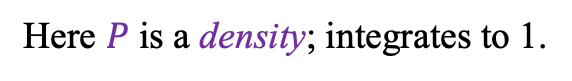 Here P is a density; integrates to 1.